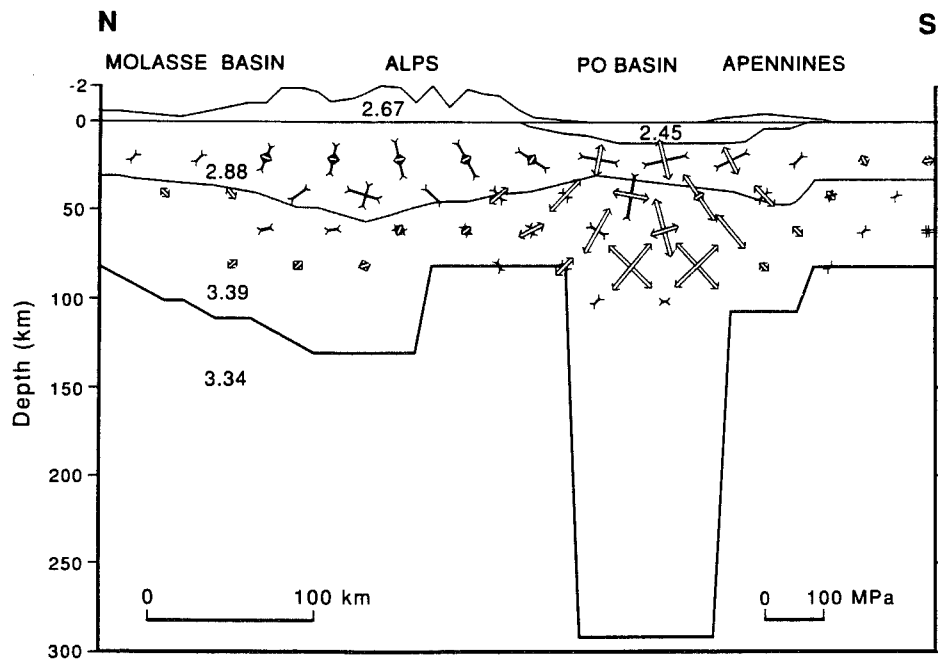 N
S
MOLASSE BASIN
ALPS
PO BASIN
APENNINES
-2
2.67
0
2.45
2.88
50
3.39
100
3.34
150
200
250
300
Depth (km)
0 100 km
0 100 MPa